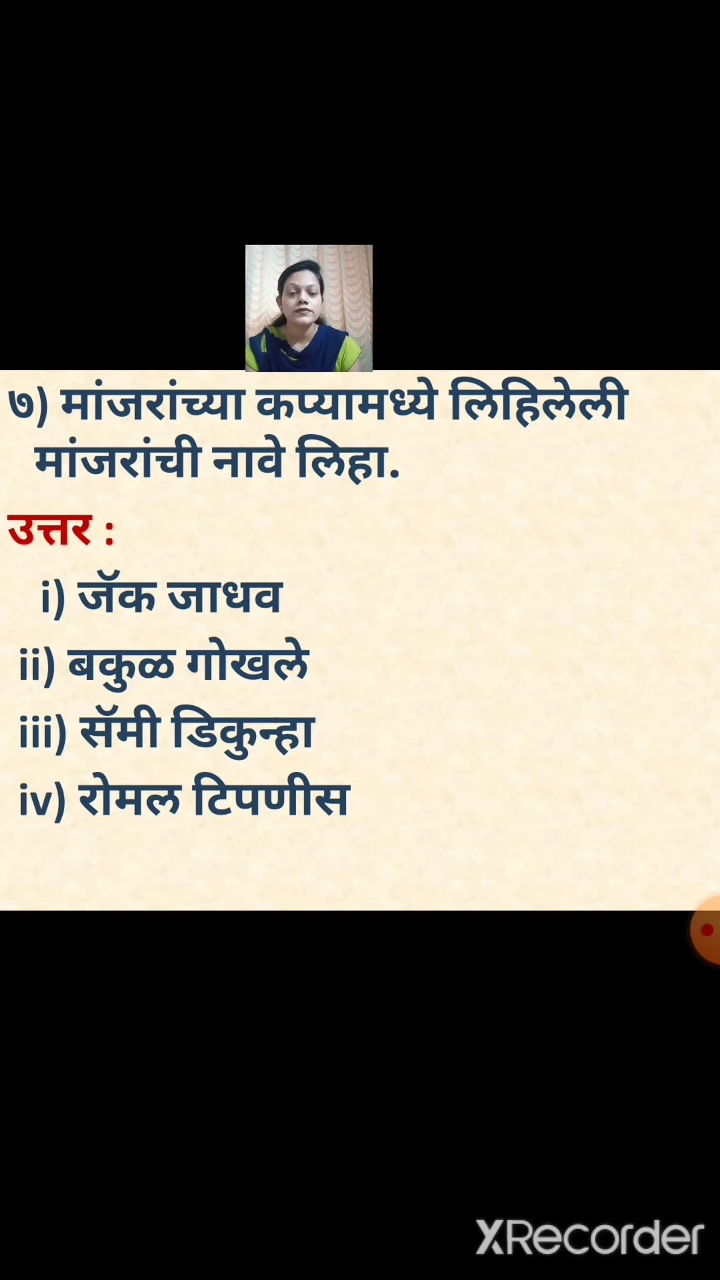 ७) मांजरांच्या कप्यामध्ये लिहिलेली
मांजरांची नावे लिहा.
उत्तर :
i) जॅक जाधव
ii) बकुळ गोखले
iii) सॅमी डिकुन्हा
iv) रोमल टिपणीस
XRecorder